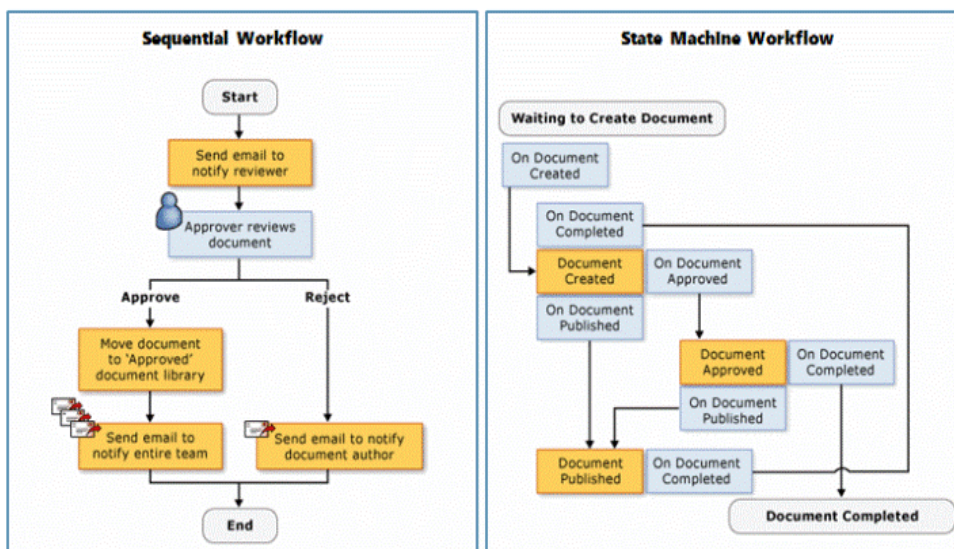 Sequential Workflow
Start
Send email to
notify reviewer
Approver reviews
document
Approve
Reject
Move document
to 'Approved'
document library
Send email to
notify entire team
Send email to notify
document author
End
State Machine Workflow
Waiting to Create Document
On Document
Created
On Document
Completed
Document
Created
On Document
Approved
On Document
Published
Document
Approved
On Document
Completed
On Document
Published
Document
Published
On Document
Completed
Document Completed